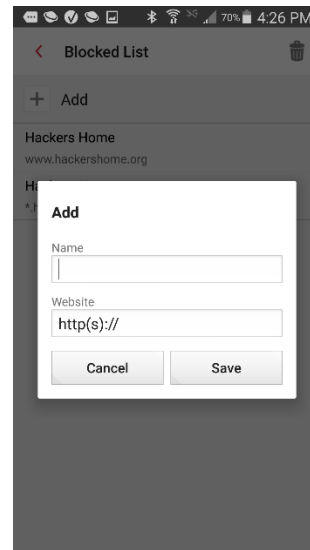 70% 4:26 PM
Blocked List
+ Add
Hackers Home
www.hackershome.org
Add
Name
Website
http(s)://
Cancel
Save